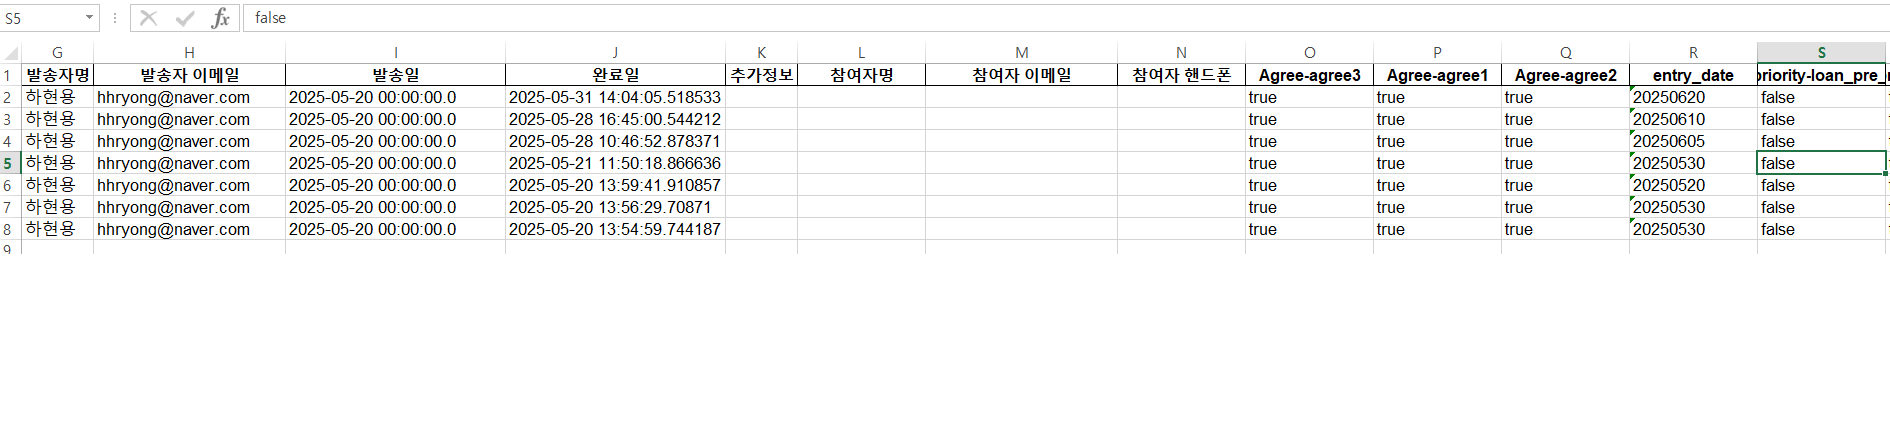 S5 false
G H I J K L M N O P Q R S
1 발송자명 발송자 이메일 발송일 완료일 추가정보 참여자명 참여자 이메일 참여자 핸드폰 Agree-agree3 Agree-agree1 Agree-agree2 entry_date priority-loan_pre_
2 하현용 hhryong@naver.com 2025-05-20 00:00:00.0 2025-05-31 14:04:05.518533 true true true 20250620 false
3 하현용 hhryong@naver.com 2025-05-20 00:00:00.0 2025-05-28 16:45:00.544212 true true true 20250610 false
4 하현용 hhryong@naver.com 2025-05-20 00:00:00.0 2025-05-28 10:46:52.878371 true true true 20250605 false
5 하현용 hhryong@naver.com 2025-05-20 00:00:00.0 2025-05-21 11:50:18.866636 true true true 20250530 false
6 하현용 hhryong@naver.com 2025-05-20 00:00:00.0 2025-05-20 13:59:41.910857 true true true 20250520 false
7 하현용 hhryong@naver.com 2025-05-20 00:00:00.0 2025-05-20 13:56:29.70871 true true true 20250530 false
8 하현용 hhryong@naver.com 2025-05-20 00:00:00.0 2025-05-20 13:54:59.744187 true true true 20250530 false
9